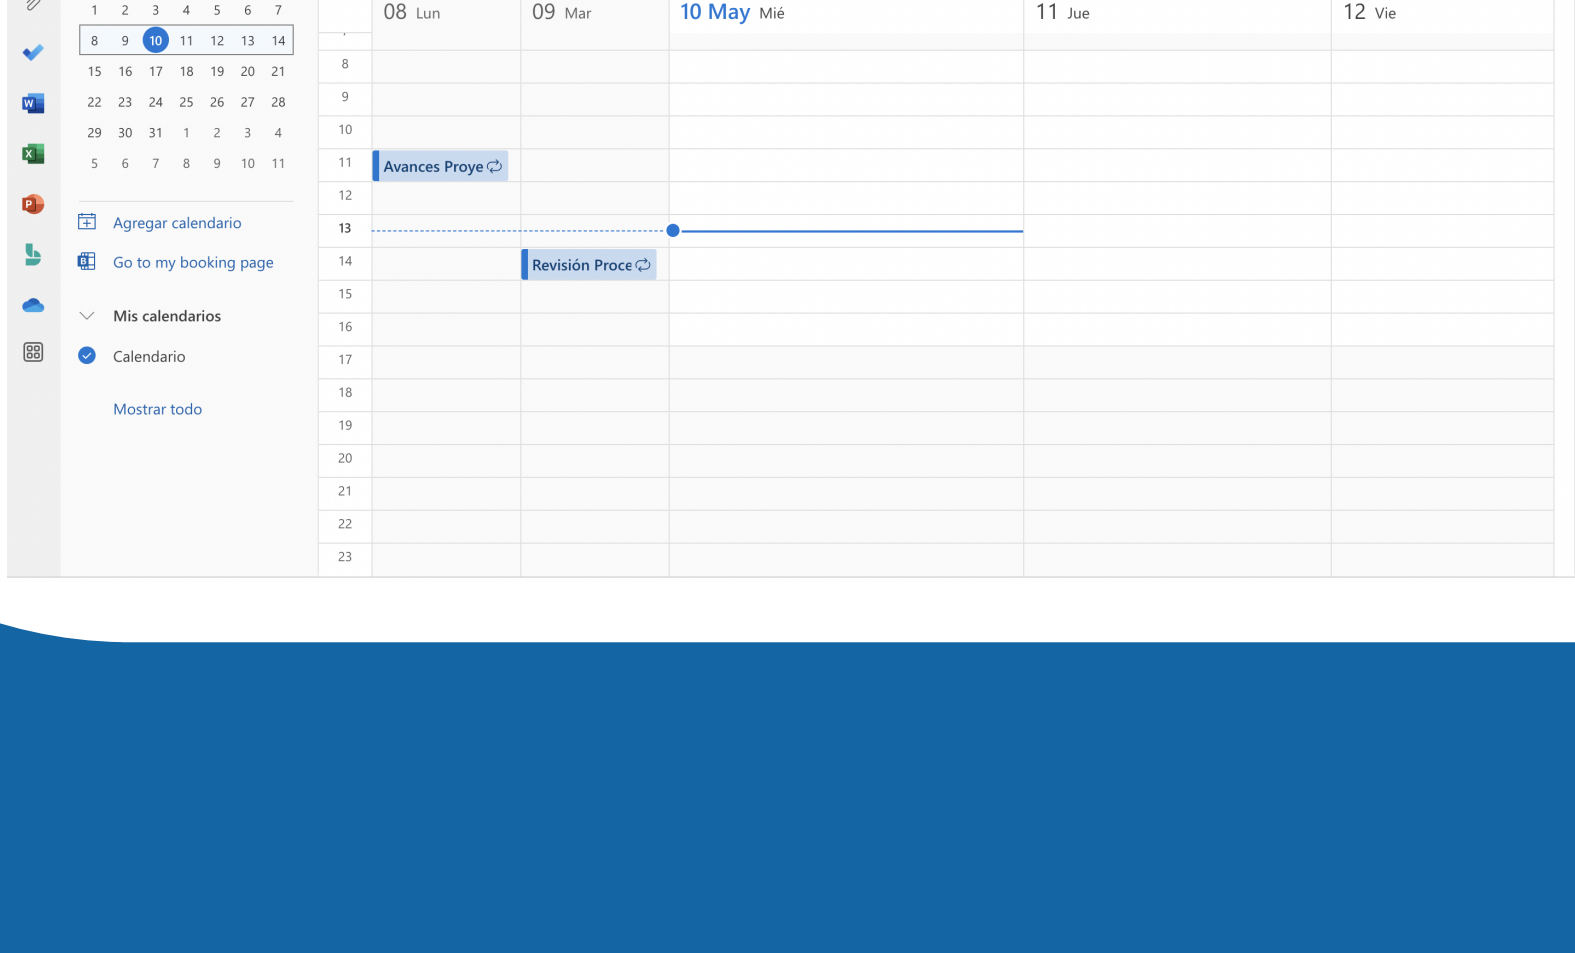 1 2 3 4 5 6 7
8 9 10 11 12 13 14
15 16 17 18 19 20 21
22 23 24 25 26 27 28
29 30 31 1 2 3 4
5 6 7 8 9 10 11
Agregar calendario
B
Go to my booking page
Mis calendarios
Calendario
Mostrar todo
W
X
P
08 Lun
09 Mar
10 May Mié
11 Jue
12 Vie
8
9
10
11
Avances Proye
12
13
14
Revisión Proce
15
16
17
18
19
20
21
22
23